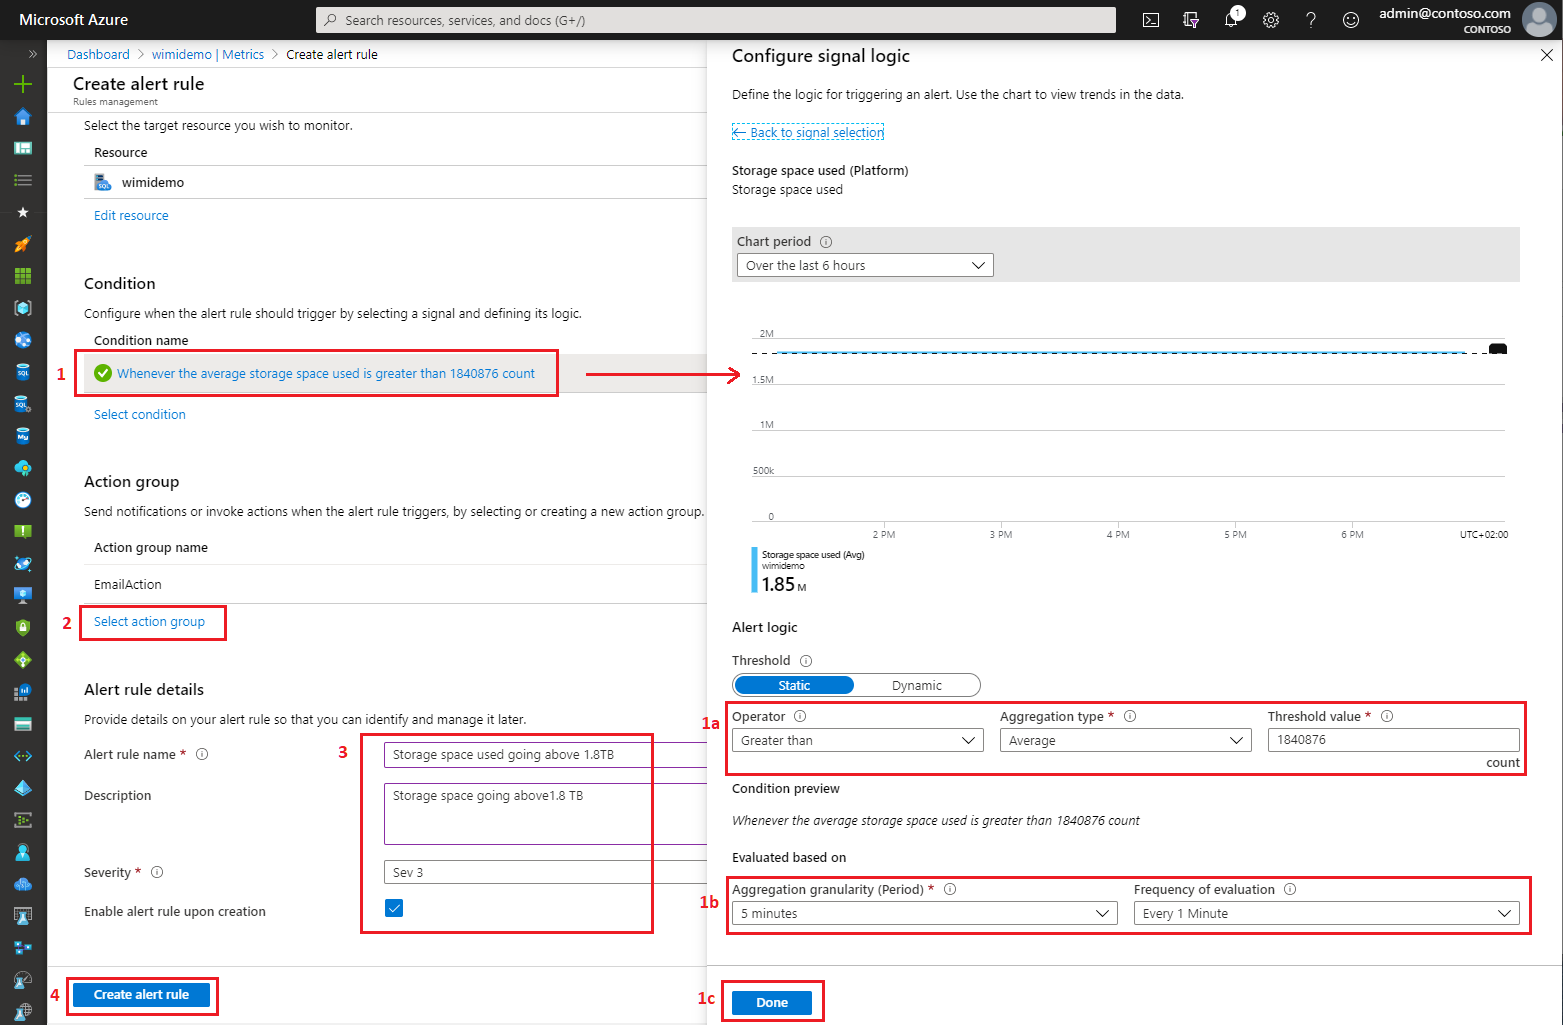 Microsoft Azure
Search resources, services, and docs (G+/)
1
admin@contoso.com
CONTOSO
Dashboard > wimidemo | Metrics > Create alert rule
Create alert rule
Rules management
Select the target resource you wish to monitor.
Resource
SQL
wimidemo
Edit resource
Condition
Configure when the alert rule should trigger by selecting a signal and defining its logic.
Condition name
1
Whenever the average storage space used is greater than 1840876 count
Select condition
Action group
Send notifications or invoke actions when the alert rule triggers, by selecting or creating a new action group.
Action group name
EmailAction
2
Select action group
Alert rule details
Provide details on your alert rule so that you can identify and manage it later.
3
Alert rule name *
Storage space used going above 1.8TB
Description
Storage space going above1.8 TB
Severity *
Sev 3
Enable alert rule upon creation
4
Create alert rule
Configure signal logic
Define the logic for triggering an alert. Use the chart to view trends in the data.
← Back to signal selection
Storage space used (Platform)
Storage space used
Chart period
Over the last 6 hours
2M
1.5M
1M
500k
0
2 PM
3 PM
4 PM
5 PM
6 PM
UTC+02:00
Storage space used (Avg)
wimidemo
1.85 M
Alert logic
Threshold
Static
Dynamic
1a
Operator
Aggregation type *
Threshold value *
Greater than
Average
1840876
count
Condition preview
Whenever the average storage space used is greater than 1840876 count
Evaluated based on
1b
Aggregation granularity (Period) *
Frequency of evaluation
5 minutes
Every 1 Minute
1c
Done
SQL
SQL
My